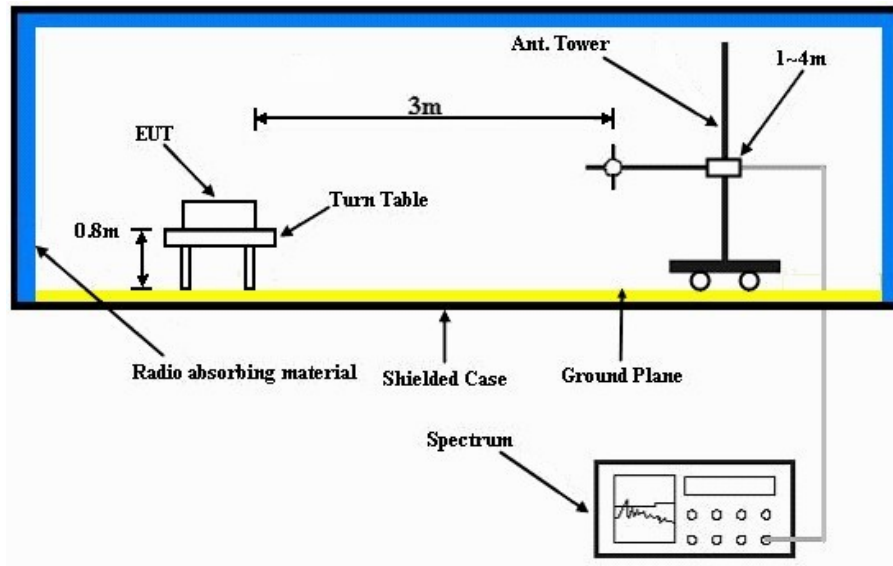 Ant. Tower
1~4m
3m
EUT
Turn Table
0.8m
Radio absorbing material
Shielded Case
Ground Plane
Spectrum